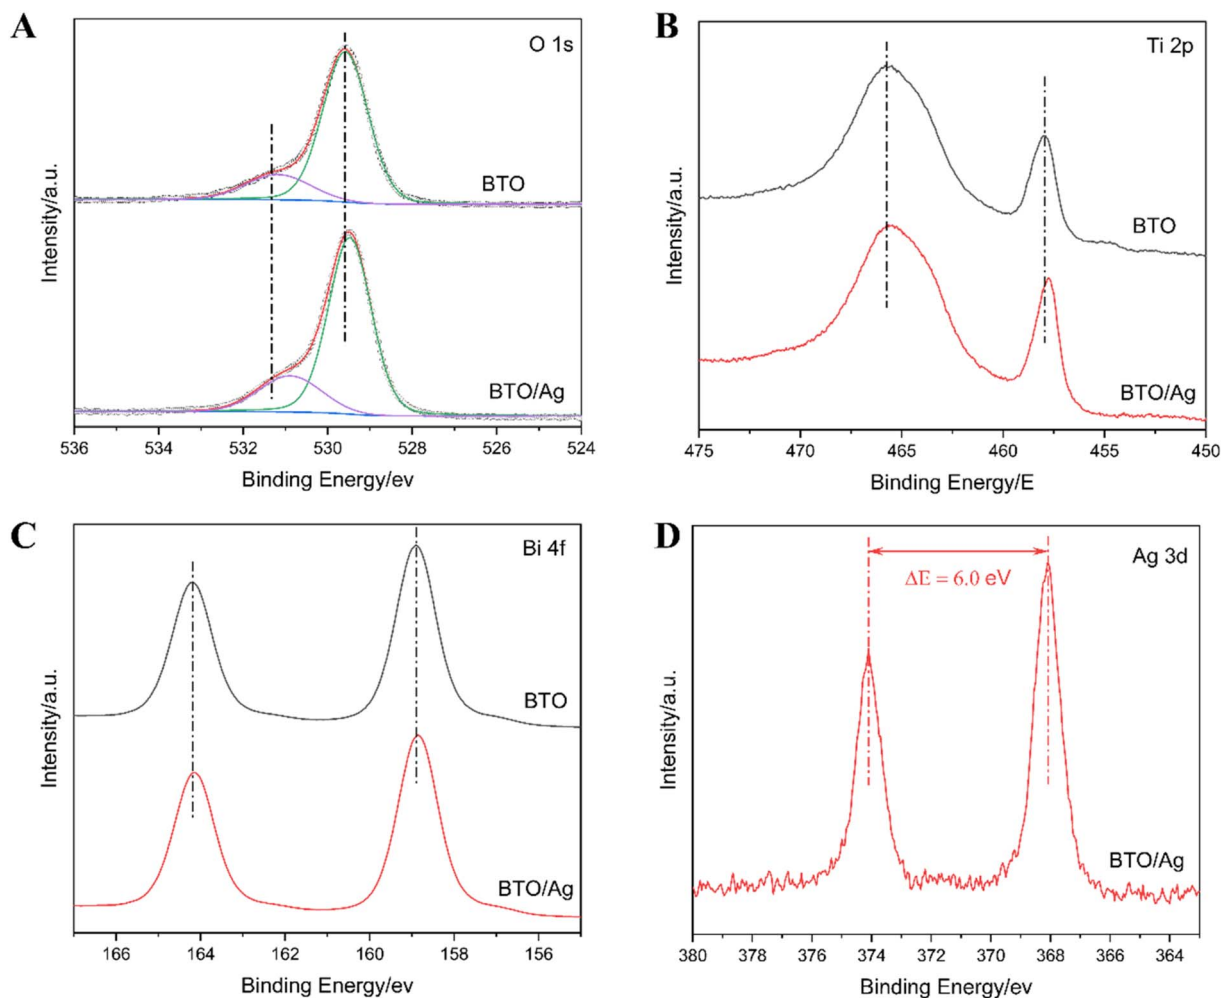 A
O 1s
BTO
BTO/Ag
Intensity/a.u.
536 534 532 530 528 526 524
Binding Energy/ev
B
Ti 2p
BTO
BTO/Ag
Intensity/a.u.
475 470 465 460 455 450
Binding Energy/E
C
Bi 4f
BTO
BTO/Ag
Intensity/a.u.
166 164 162 160 158 156
Binding Energy/ev
D
Ag 3d
ΔE = 6.0 eV
BTO/Ag
Intensity/a.u.
380 378 376 374 372 370 368 366 364
Binding Energy/ev